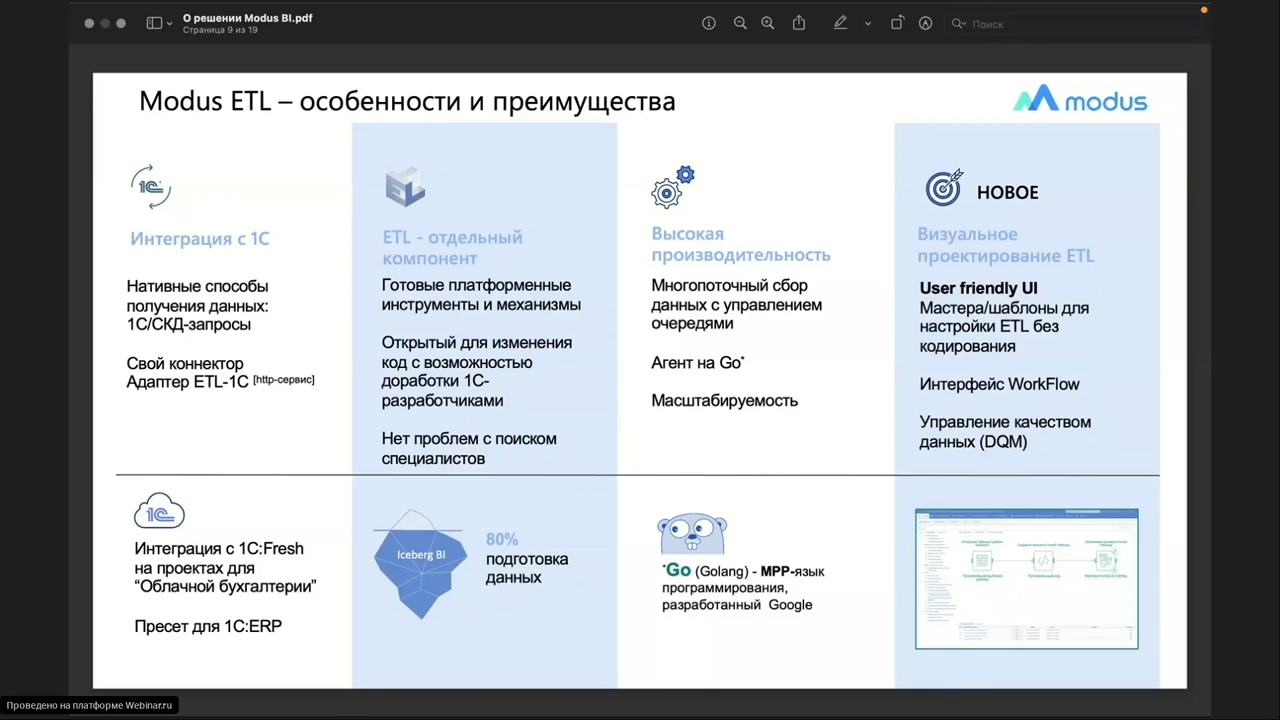 О решении Modus BI.pdf
Страница 9 из 19
Поиск
Modus ETL – особенности и преимущества
modus
1С
Интеграция с 1С
Нативные способы
получения данных:
1С/СКД-запросы
Свой коннектор
Адаптер ETL-1С [http-сервис]
ETL - отдельный
компонент
Готовые платформенные
инструменты и механизмы
Открытый для изменения
код с возможностью
доработки 1С-
разработчиками
Нет проблем с поиском
специалистов
Высокая
производительность
Многопоточный сбор
данных с управлением
очередями
Агент на Go*
Масштабируемость
НОВОЕ
Визуальное
проектирование ETL
User friendly UI
Мастера/шаблоны для
настройки ETL без
кодирования
Интерфейс WorkFlow
Управление качеством
данных (DQM)
1С
Интеграция с 1С:Fresh
на проектах для
“Облачной бухгалтерии”
Пресет для 1С:ERP
Iceberg BI
80%
подготовка
данных
*Go (Golang) - MPP-язык
программирования,
разработанный Google
Проведено на платформе Webinar.ru